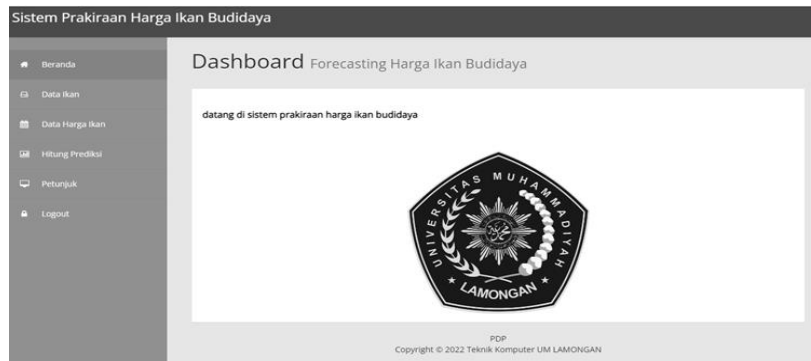 Sistem Prakiraan Harga Ikan Budidaya
Beranda
Data Ikan
Data Harga Ikan
Hitung Prediksi
Petunjuk
Logout
Dashboard Forecasting Harga Ikan Budidaya
datang di sistem prakiraan harga ikan budidaya
UNIVERSITAS MUHAMMADIYAH
* LAMONGAN *
PDP
Copyright © 2022 Teknik Komputer UM LAMONGAN